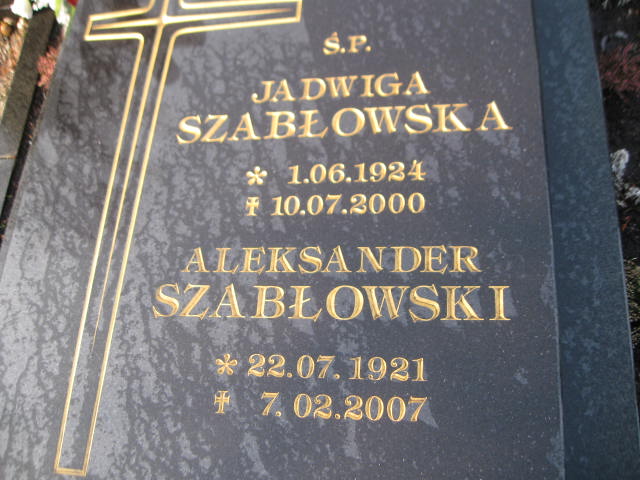 Ś.P.
JADWIGA
SZABŁOWSKA
* 1.06.1924
✝ 10.07.2000
ALEKSANDER
SZABŁOWSKI
* 22.07.1921
✝ 7.02.2007